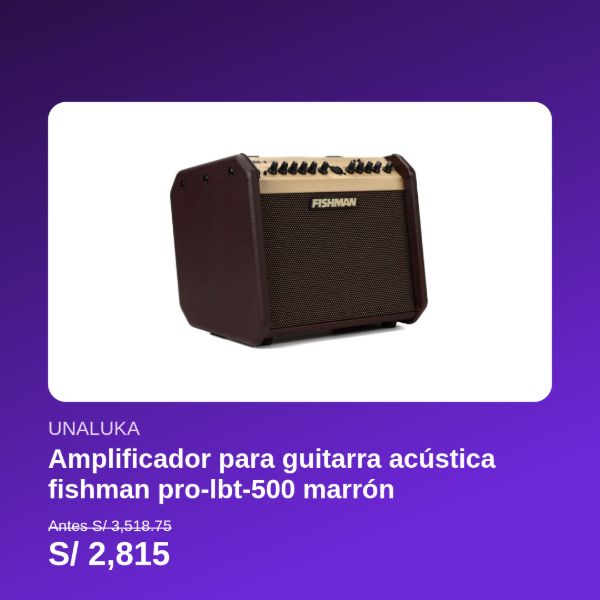 FISHMAN
UNALUKA
Amplificador para guitarra acústica
fishman pro-lbt-500 marrón
Antes S/ 3,518.75
S/ 2,815